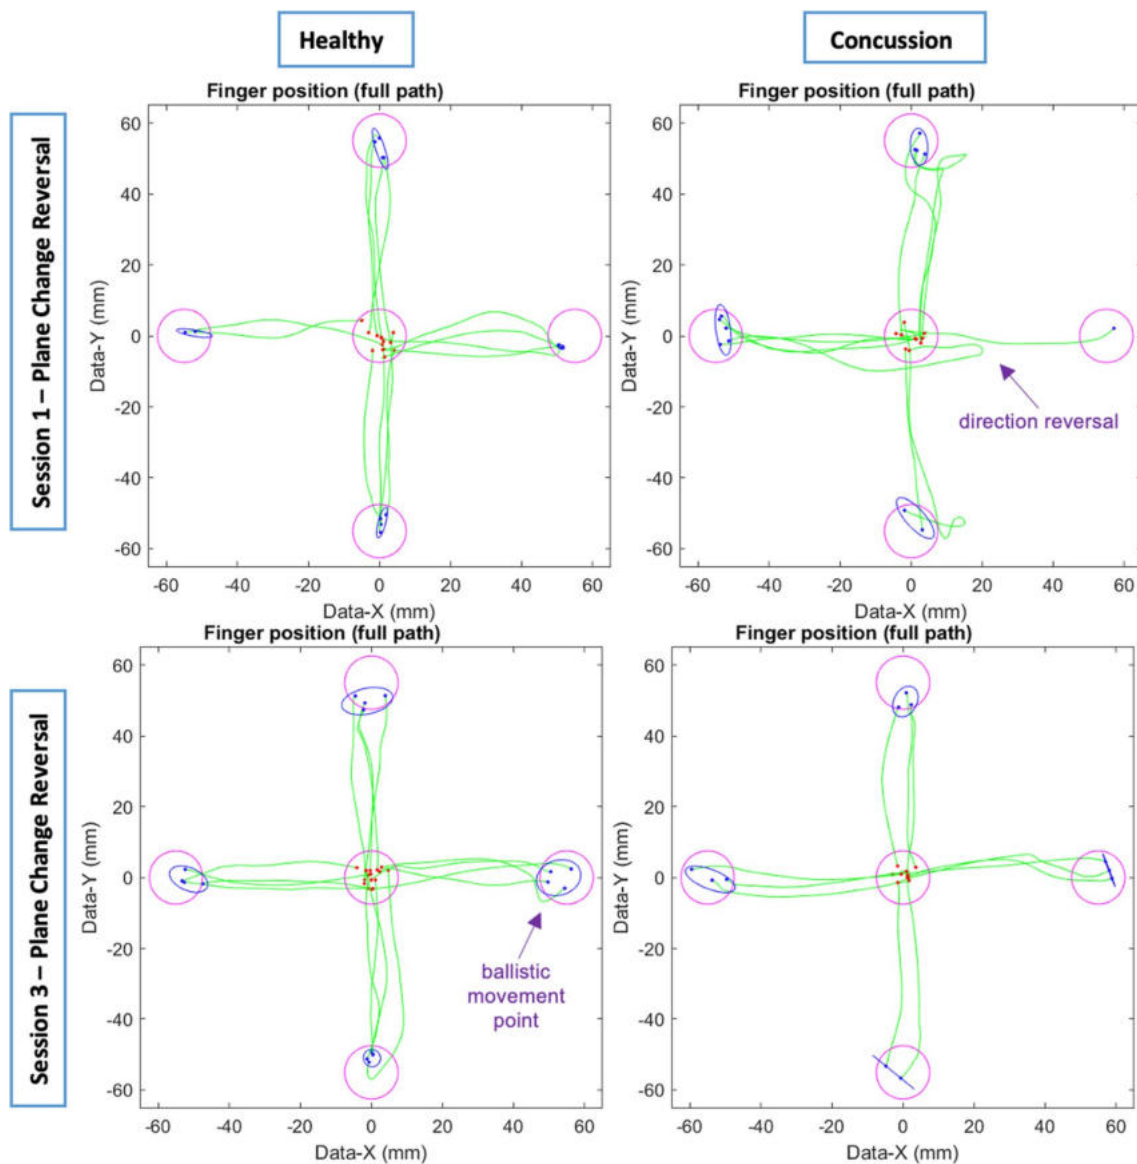 Healthy
Concussion
Session 1 – Plane Change Reversal
Finger position (full path)
60
40
20
0
-20
-40
-60
Data-Y (mm)
-60 -40 -20 0 20 40 60
Data-X (mm)
Finger position (full path)
60
40
20
0
-20
-40
-60
Data-Y (mm)
direction reversal
-60 -40 -20 0 20 40 60
Data-X (mm)
Session 3 – Plane Change Reversal
Finger position (full path)
60
40
20
0
-20
-40
-60
Data-Y (mm)
ballistic
movement
point
-60 -40 -20 0 20 40 60
Data-X (mm)
Finger position (full path)
60
40
20
0
-20
-40
-60
Data-Y (mm)
-60 -40 -20 0 20 40 60
Data-X (mm)